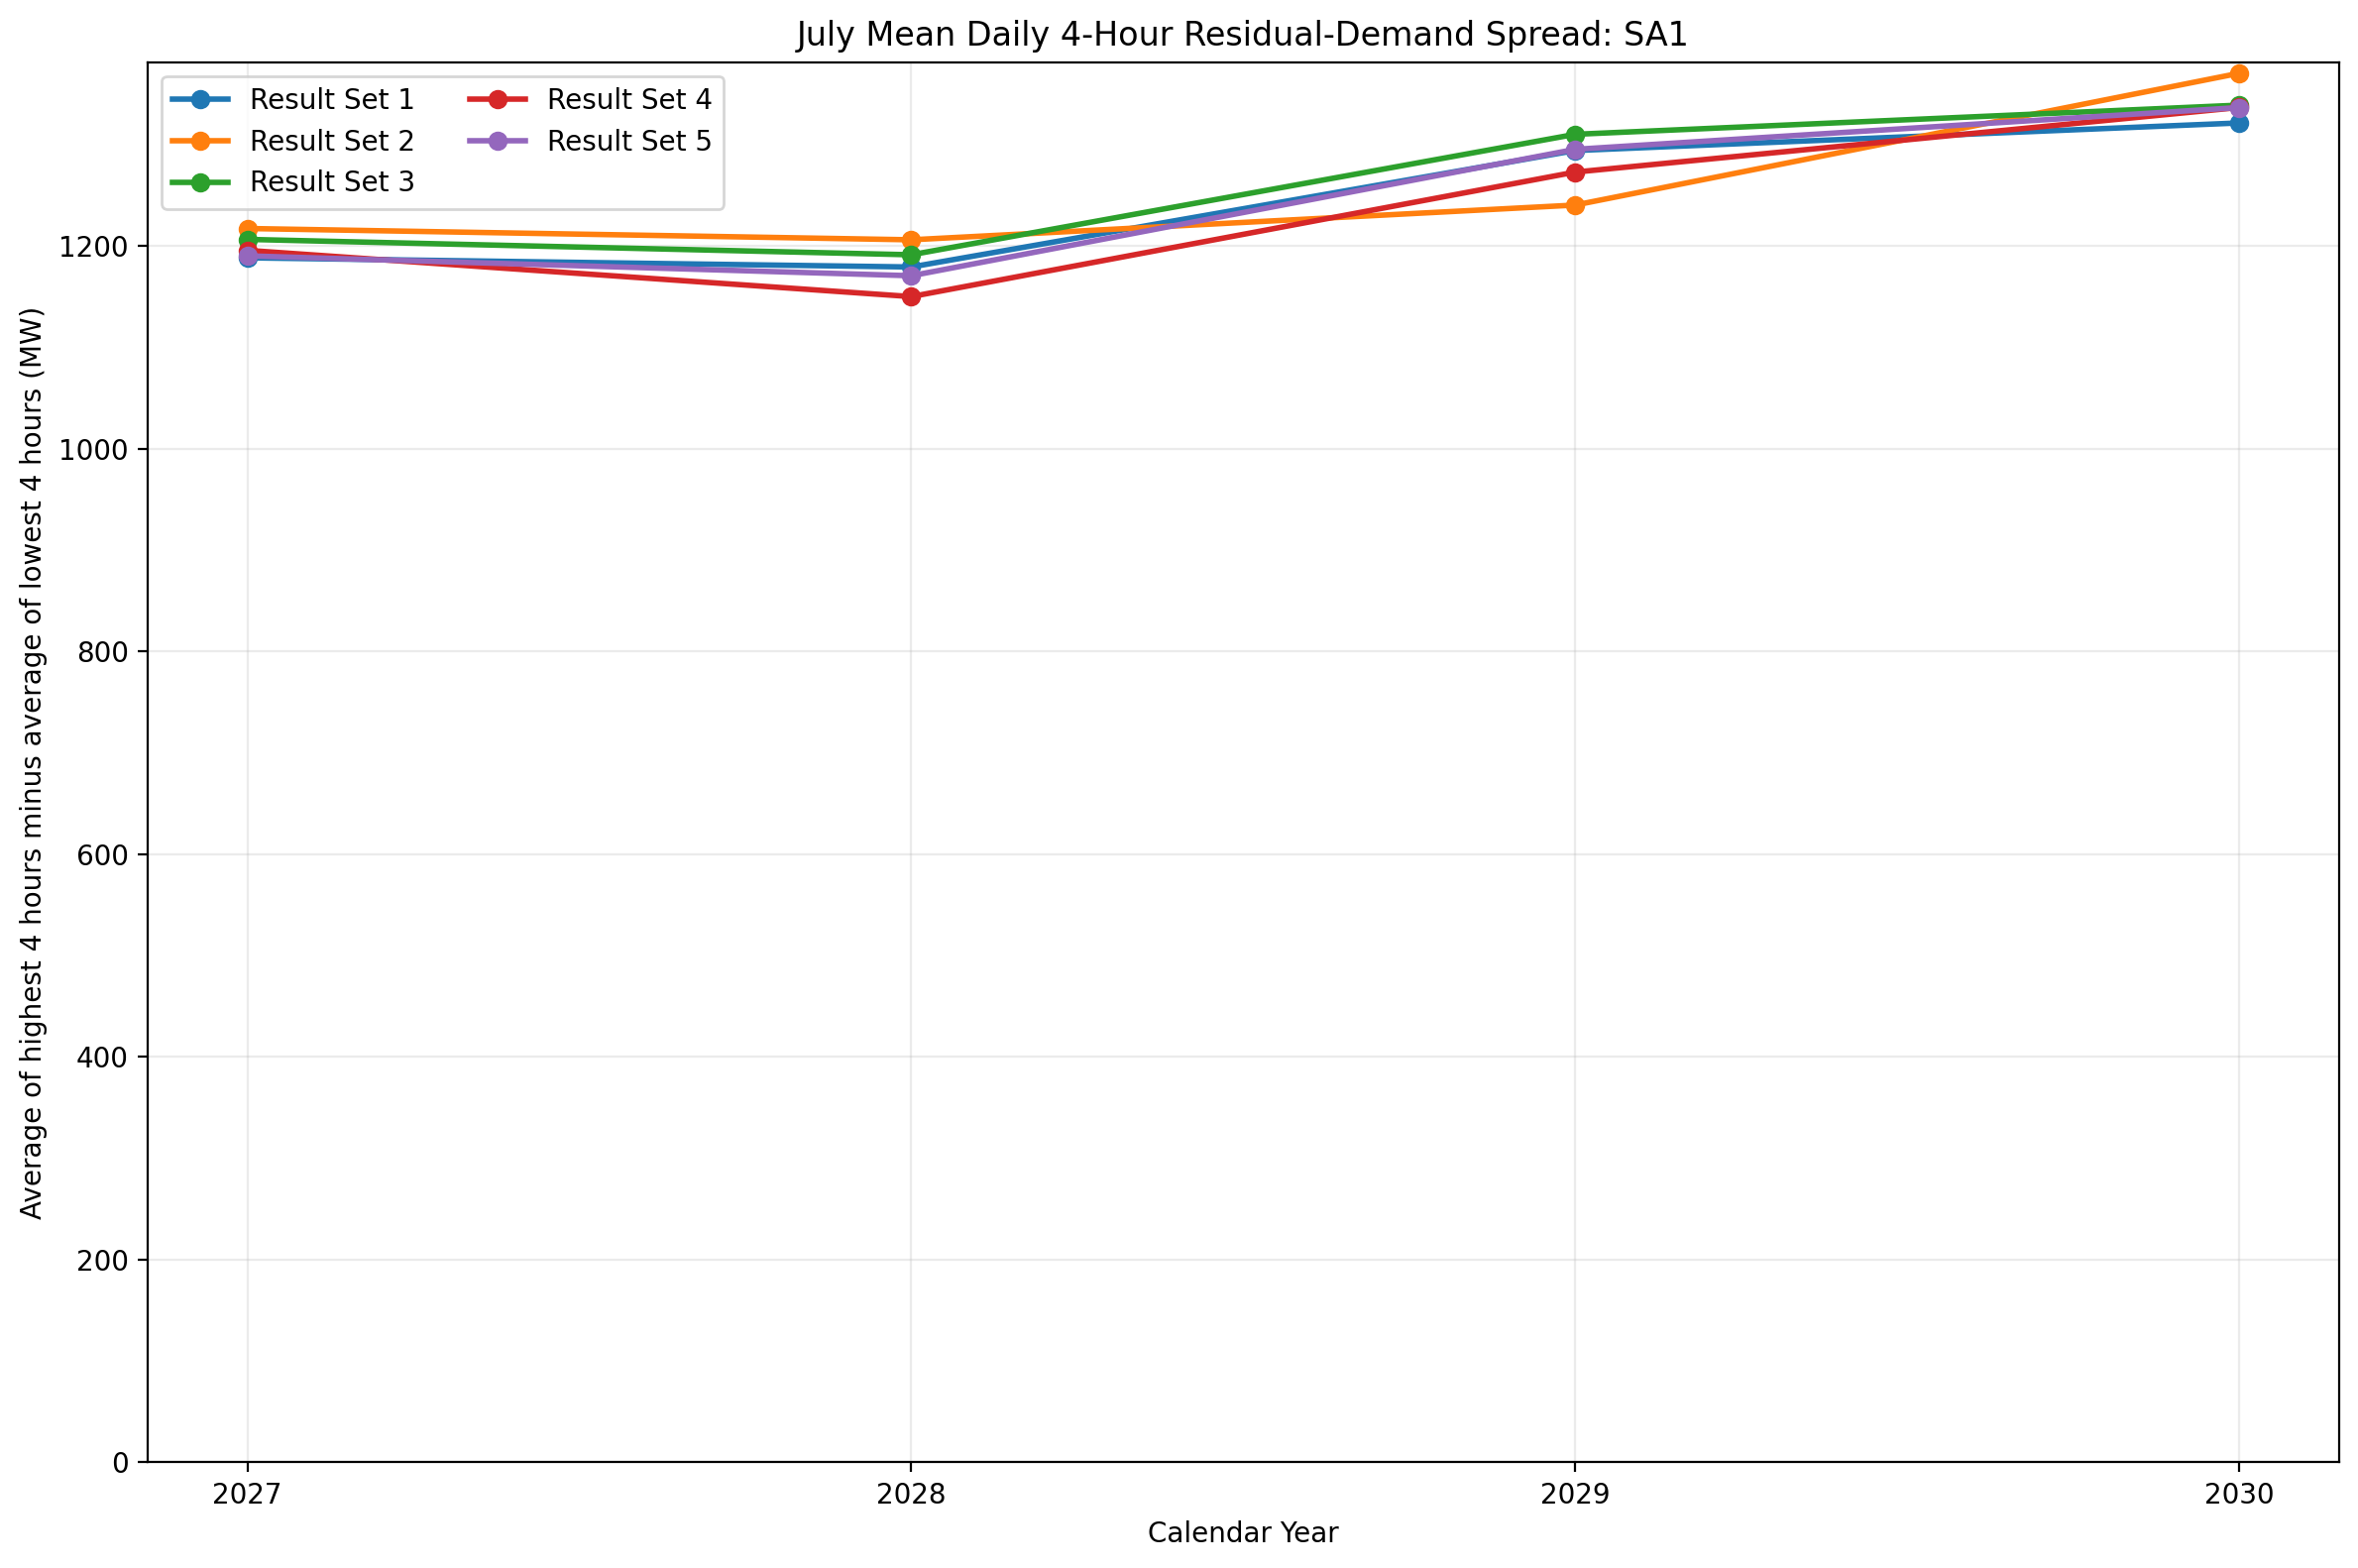 July Mean Daily 4-Hour Residual-Demand Spread: SA1
Result Set 1
Result Set 2
Result Set 3
Result Set 4
Result Set 5
Average of highest 4 hours minus average of lowest 4 hours (MW)
1200
1000
800
600
400
200
0
2027
2028
2029
2030
Calendar Year